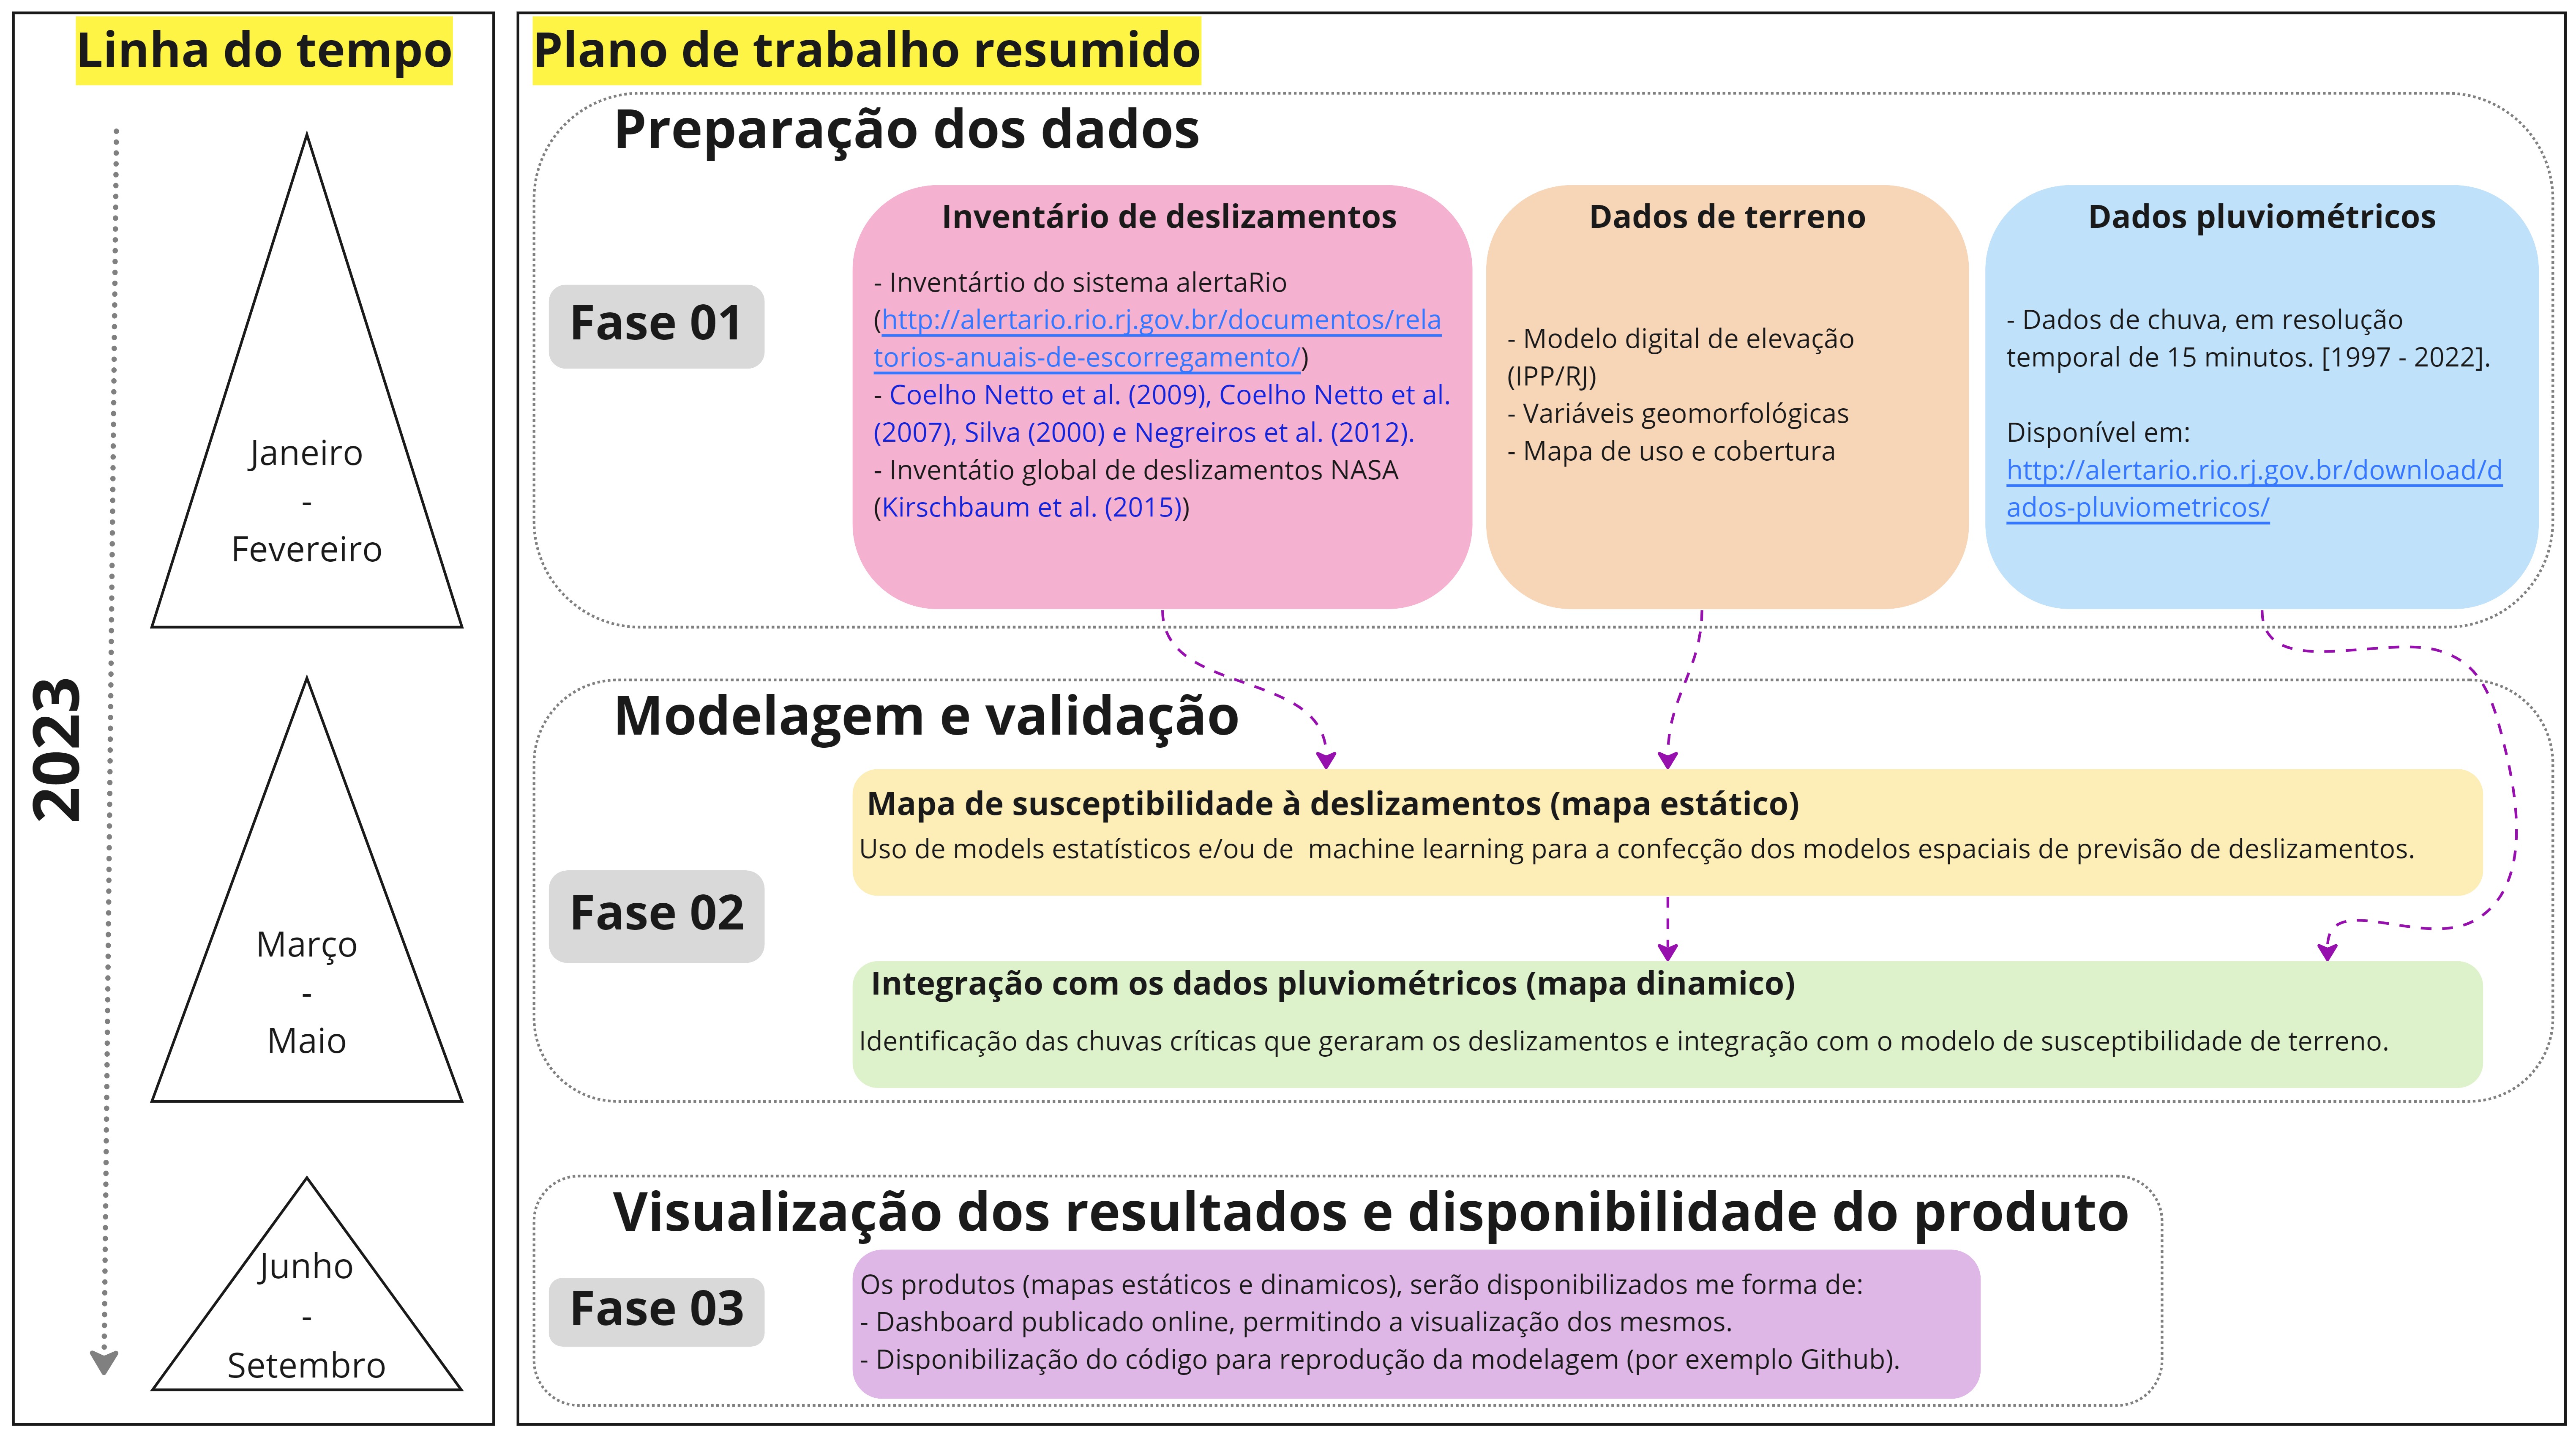 Linha do tempo
2023
Janeiro
-
Fevereiro
Março
-
Maio
Junho
-
Setembro
Plano de trabalho resumido
Preparação dos dados
Fase 01
Inventário de deslizamentos
- Inventártio do sistema alertaRio
(http://alertario.rio.rj.gov.br/documentos/rela
torios-anuais-de-escorregamento/)
- Coelho Netto et al. (2009), Coelho Netto et al.
(2007), Silva (2000) e Negreiros et al. (2012).
- Inventátio global de deslizamentos NASA
(Kirschbaum et al. (2015))
Dados de terreno
- Modelo digital de elevação
(IPP/RJ)
- Variáveis geomorfológicas
- Mapa de uso e cobertura
Dados pluviométricos
- Dados de chuva, em resolução
temporal de 15 minutos. [1997 - 2022].
Disponível em:
http://alertario.rio.rj.gov.br/download/d
ados-pluviometricos/
Modelagem e validação
Fase 02
Mapa de susceptibilidade à deslizamentos (mapa estático)
Uso de models estatísticos e/ou de  machine learning para a confecção dos modelos espaciais de previsão de deslizamentos.
Integração com os dados pluviométricos (mapa dinamico)
Identificação das chuvas críticas que geraram os deslizamentos e integração com o modelo de susceptibilidade de terreno.
Visualização dos resultados e disponibilidade do produto
Fase 03
Os produtos (mapas estáticos e dinamicos), serão disponibilizados me forma de:
- Dashboard publicado online, permitindo a visualização dos mesmos.
- Disponibilização do código para reprodução da modelagem (por exemplo Github).